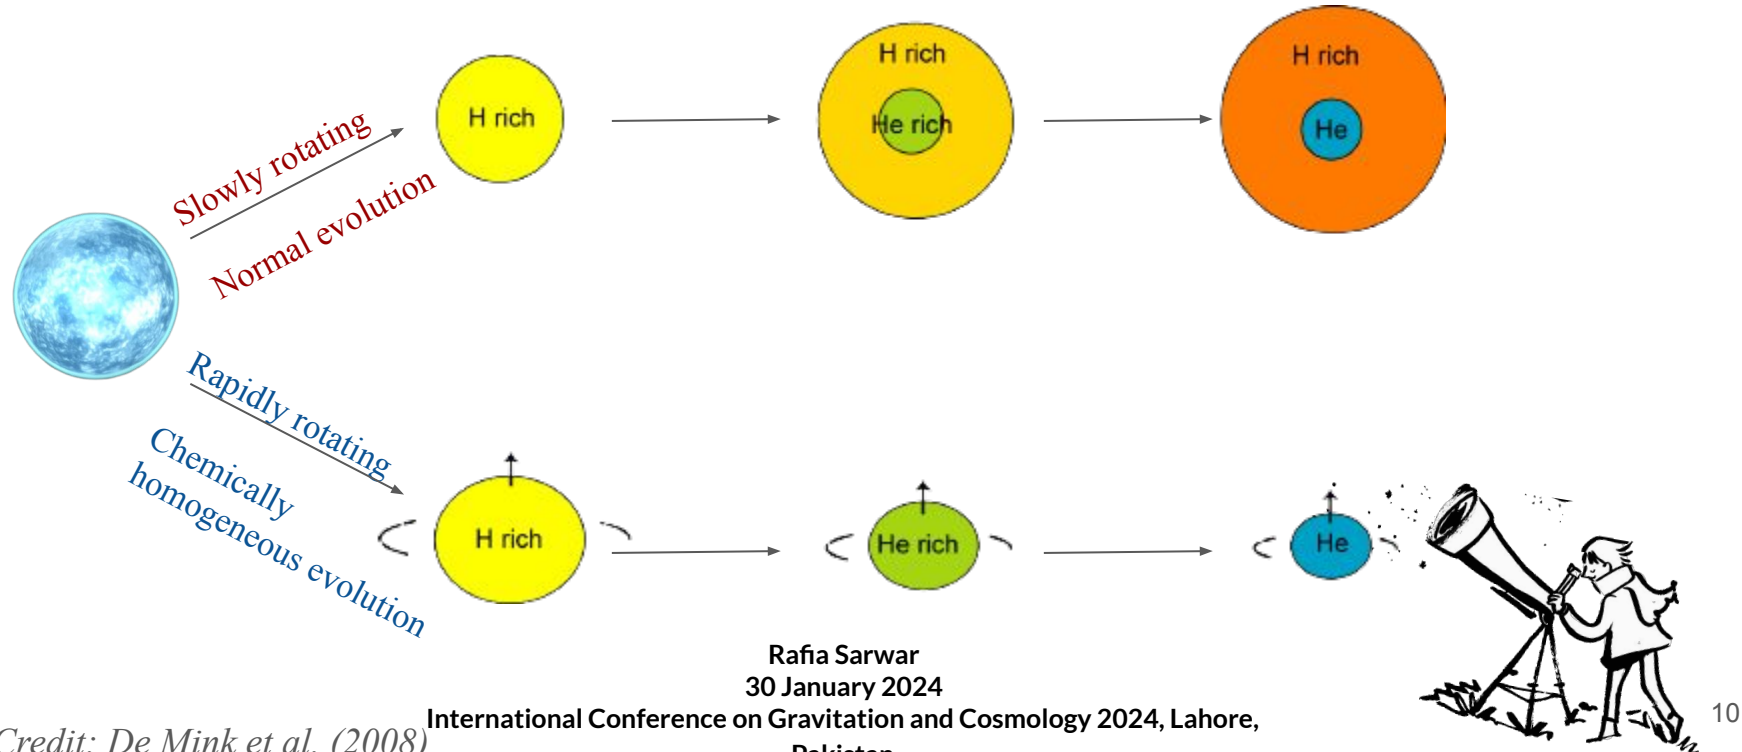 Slowly rotating
Normal evolution
H rich
H rich
He rich
H rich
He
Rapidly rotating
Chemically
homogeneous evolution
H rich
He rich
He
Rafia Sarwar
30 January 2024
International Conference on Gravitation and Cosmology 2024, Lahore,
Pakistan
Credit: De Mink et al. (2008)
10